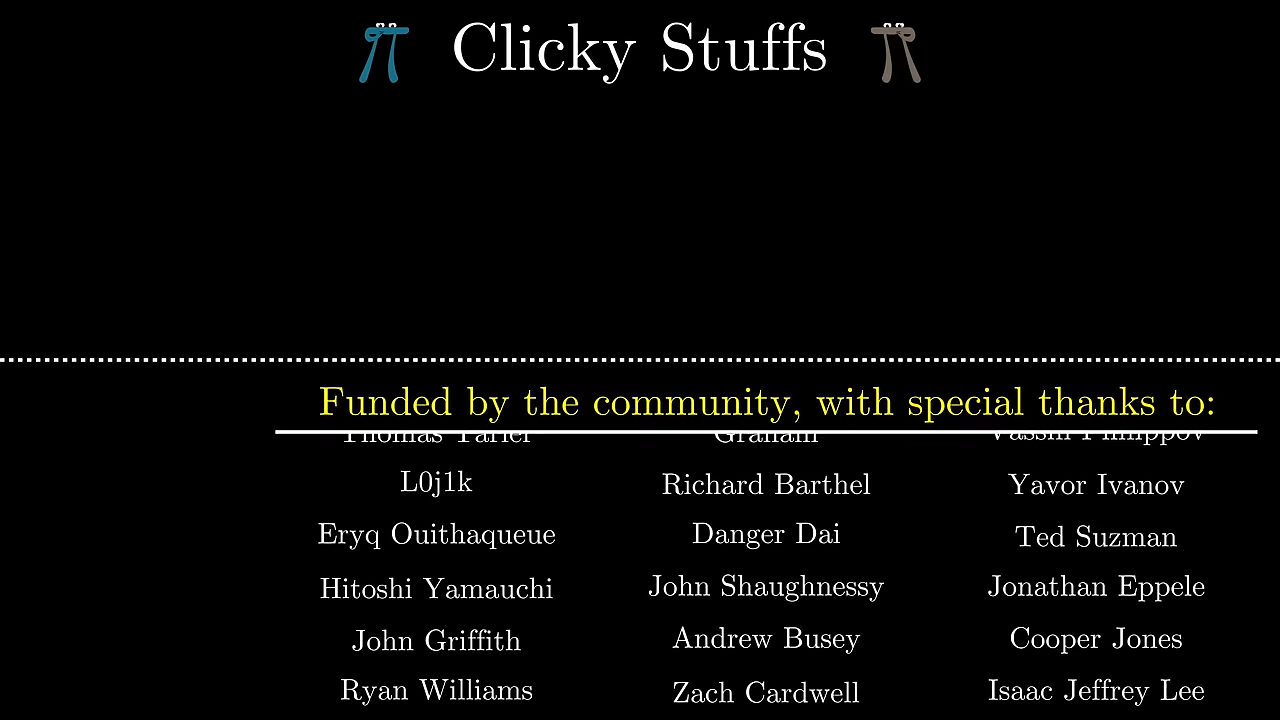 Clicky Stuffs
Funded by the community, with special thanks to:
Graham
L0j1k Richard Barthel Yavor Ivanov
Eryq Ouithaqueue Danger Dai Ted Suzman
Hitoshi Yamauchi John Shaughnessy Jonathan Eppele
John Griffith Andrew Busey Cooper Jones
Ryan Williams Zach Cardwell Isaac Jeffrey Lee